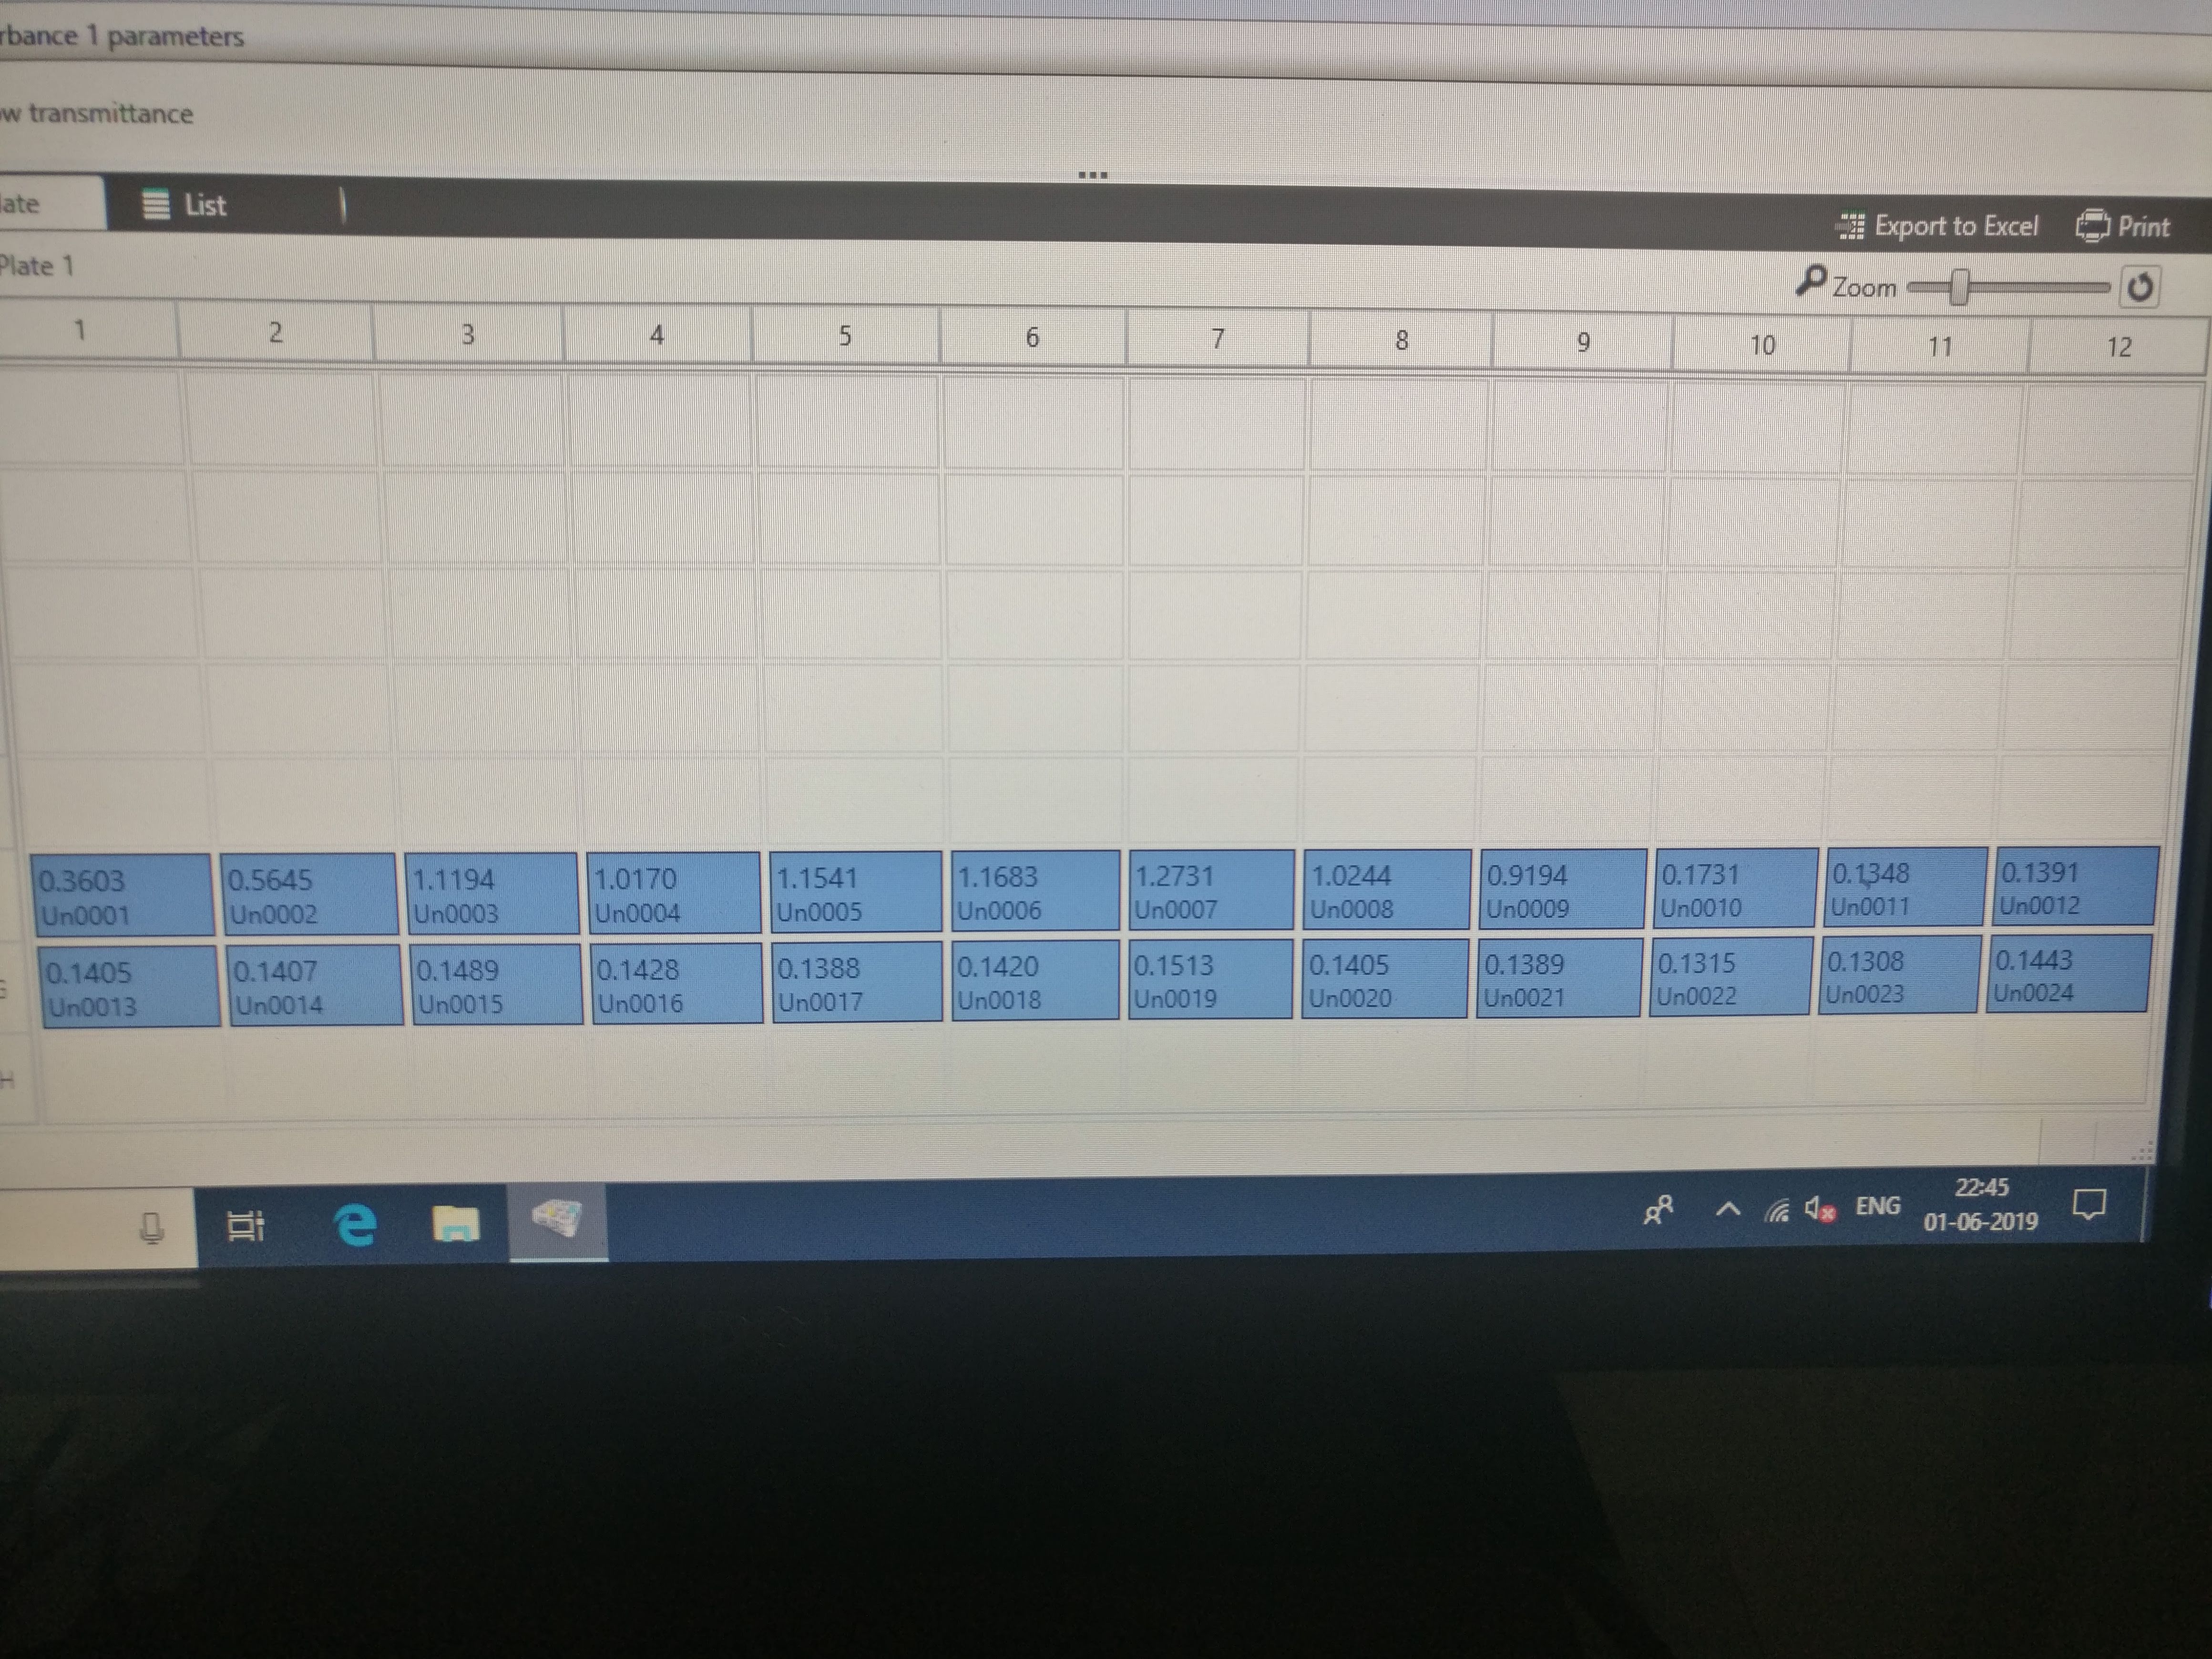 rbance 1 parameters
w transmittance
late List Export to Excel Print
Plate 1 Zoom
1 2 3 4 5 6 7 8 9 10 11 12
0.3603 0.5645 1.1194 1.0170 1.1541 1.1683 1.2731 1.0244 0.9194 0.1731 0.1348 0.1391
Un0001 Un0002 Un0003 Un0004 Un0005 Un0006 Un0007 Un0008 Un0009 Un0010 Un0011 Un0012
G 0.1405 0.1407 0.1489 0.1428 0.1388 0.1420 0.1513 0.1405 0.1389 0.1315 0.1308 0.1443
Un0013 Un0014 Un0015 Un0016 Un0017 Un0018 Un0019 Un0020 Un0021 Un0022 Un0023 Un0024
H
ENG 22:45
01-06-2019